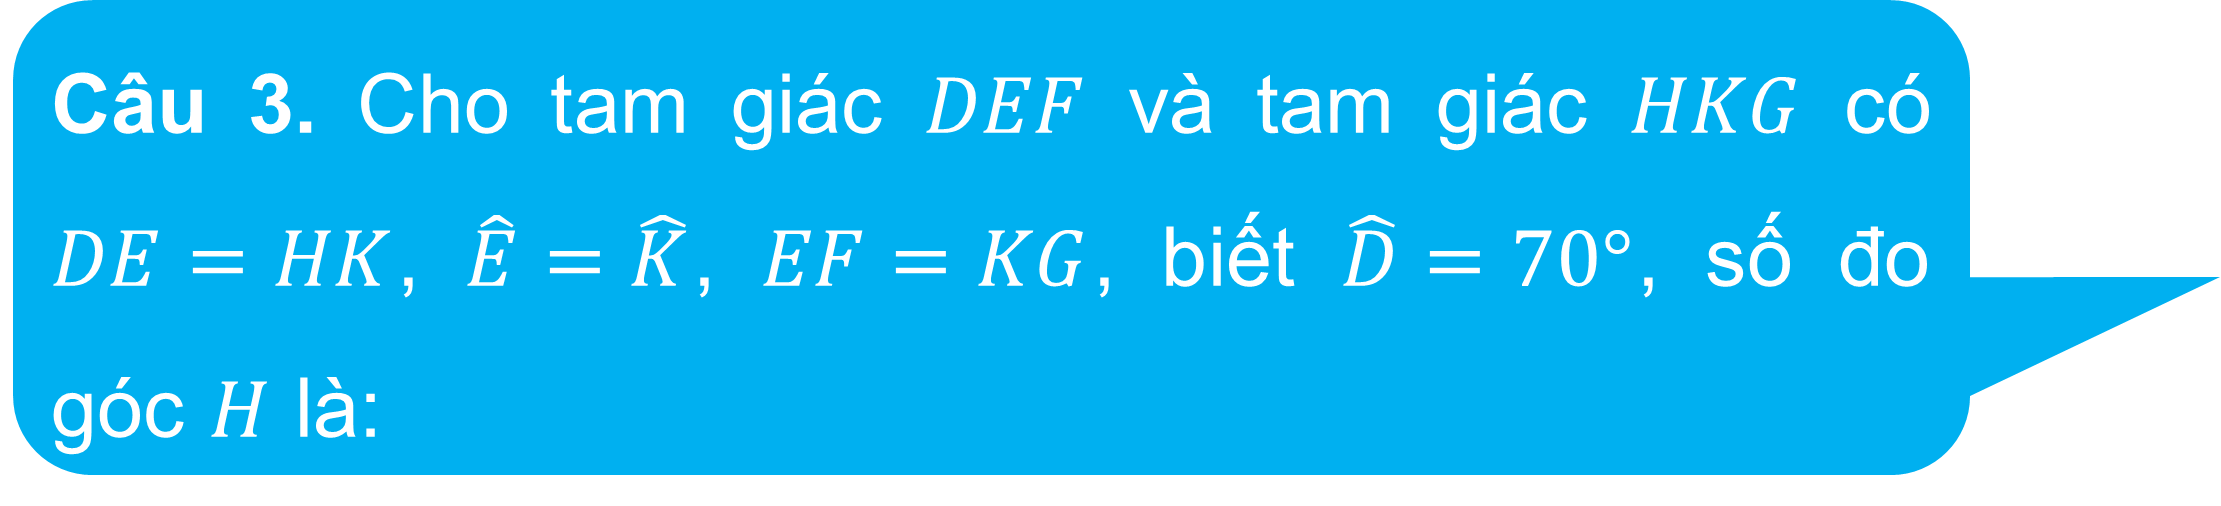 Câu 3. Cho tam giác DEF và tam giác HKG có
DE = HK, Ê = K̂, EF = KG, biết D̂ = 70°, số đo
góc H là: